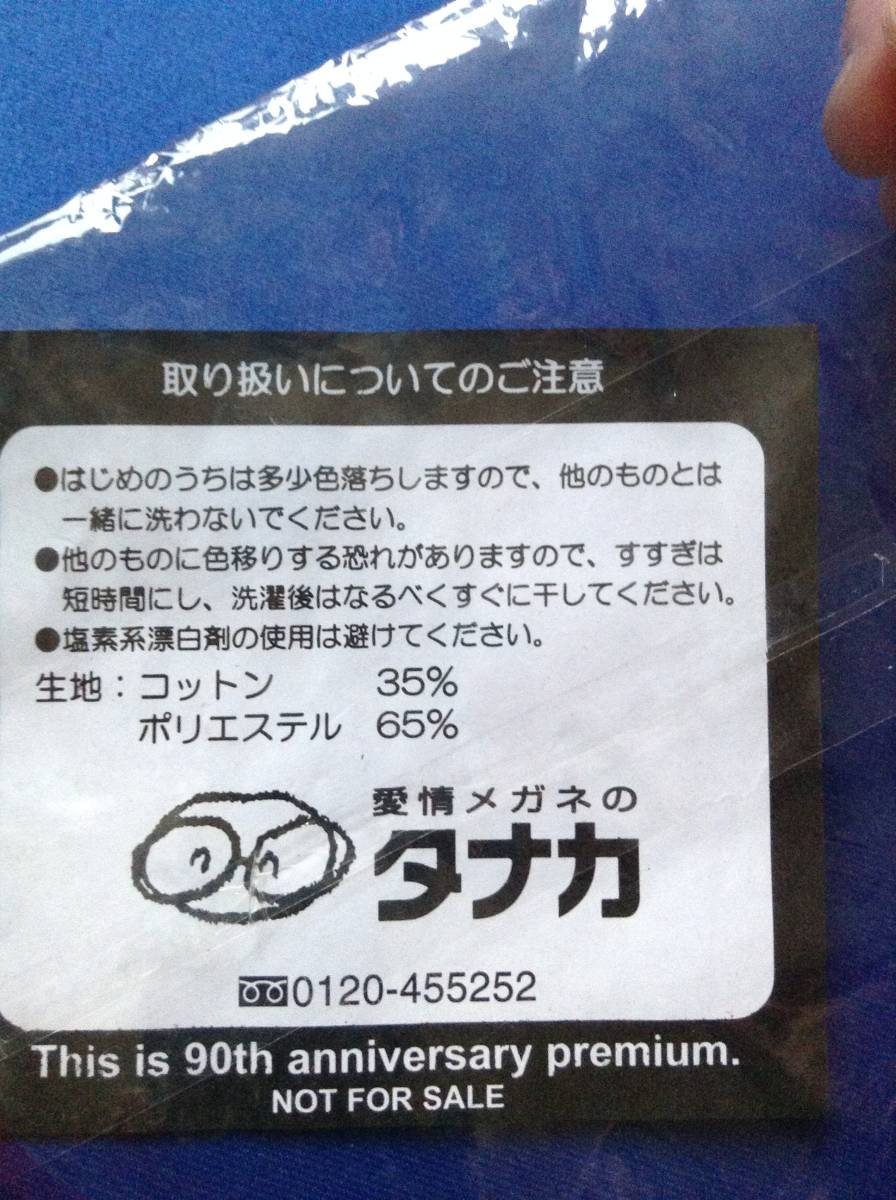 取り扱いについてのご注意
●はじめのうちは多少色落ちしますので、他のものとは
一緒に洗わないでください。
●他のものに色移りする恐れがありますので、すすぎは
短時間にし、洗濯後はなるべくすぐに干してください。
●塩素系漂白剤の使用は避けてください。
生地：コットン 35%
ポリエステル 65%
愛情メガネの
タナカ
0120-455252
This is 90th anniversary premium.
NOT FOR SALE